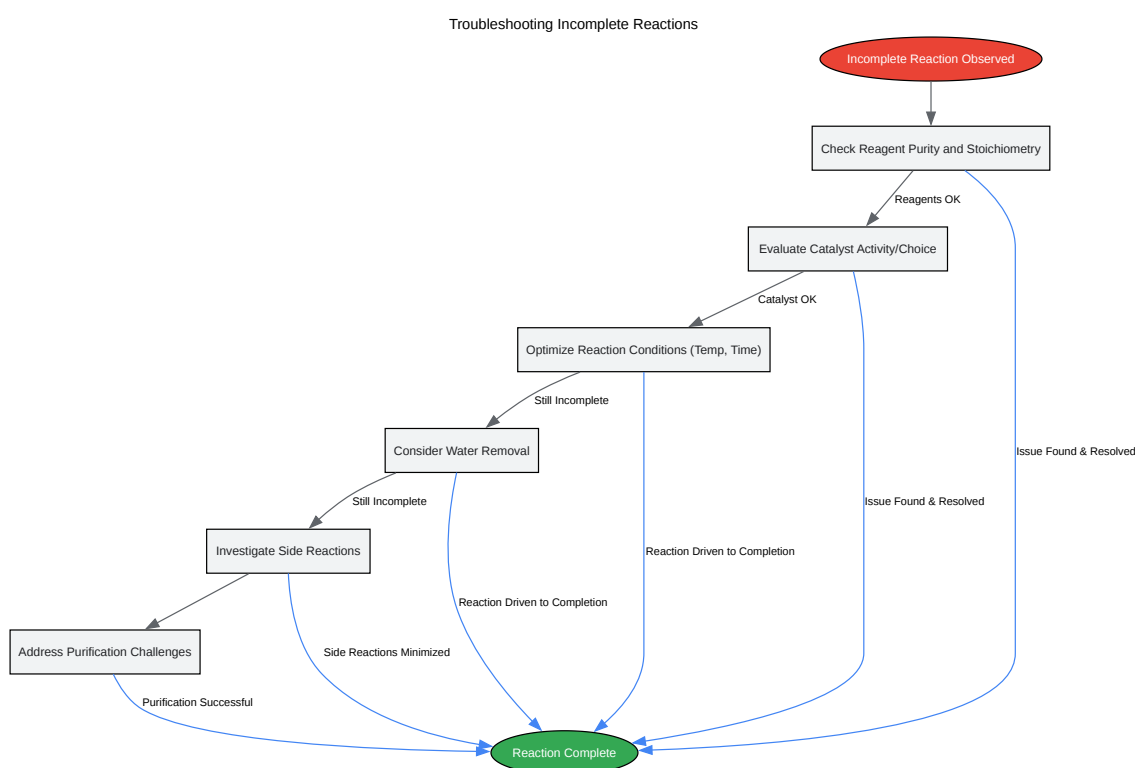 Troubleshooting Incomplete Reactions
Incomplete Reaction Observed
Check Reagent Purity and Stoichiometry
Reagents OK
Evaluate Catalyst Activity/Choice
Catalyst OK
Optimize Reaction Conditions (Temp, Time)
Still Incomplete
Consider Water Removal
Issue Found & Resolved
Still Incomplete
Issue Found & Resolved
Investigate Side Reactions
Reaction Driven to Completion
Reaction Driven to Completion
Address Purification Challenges
Side Reactions Minimized
Purification Successful
Reaction Complete